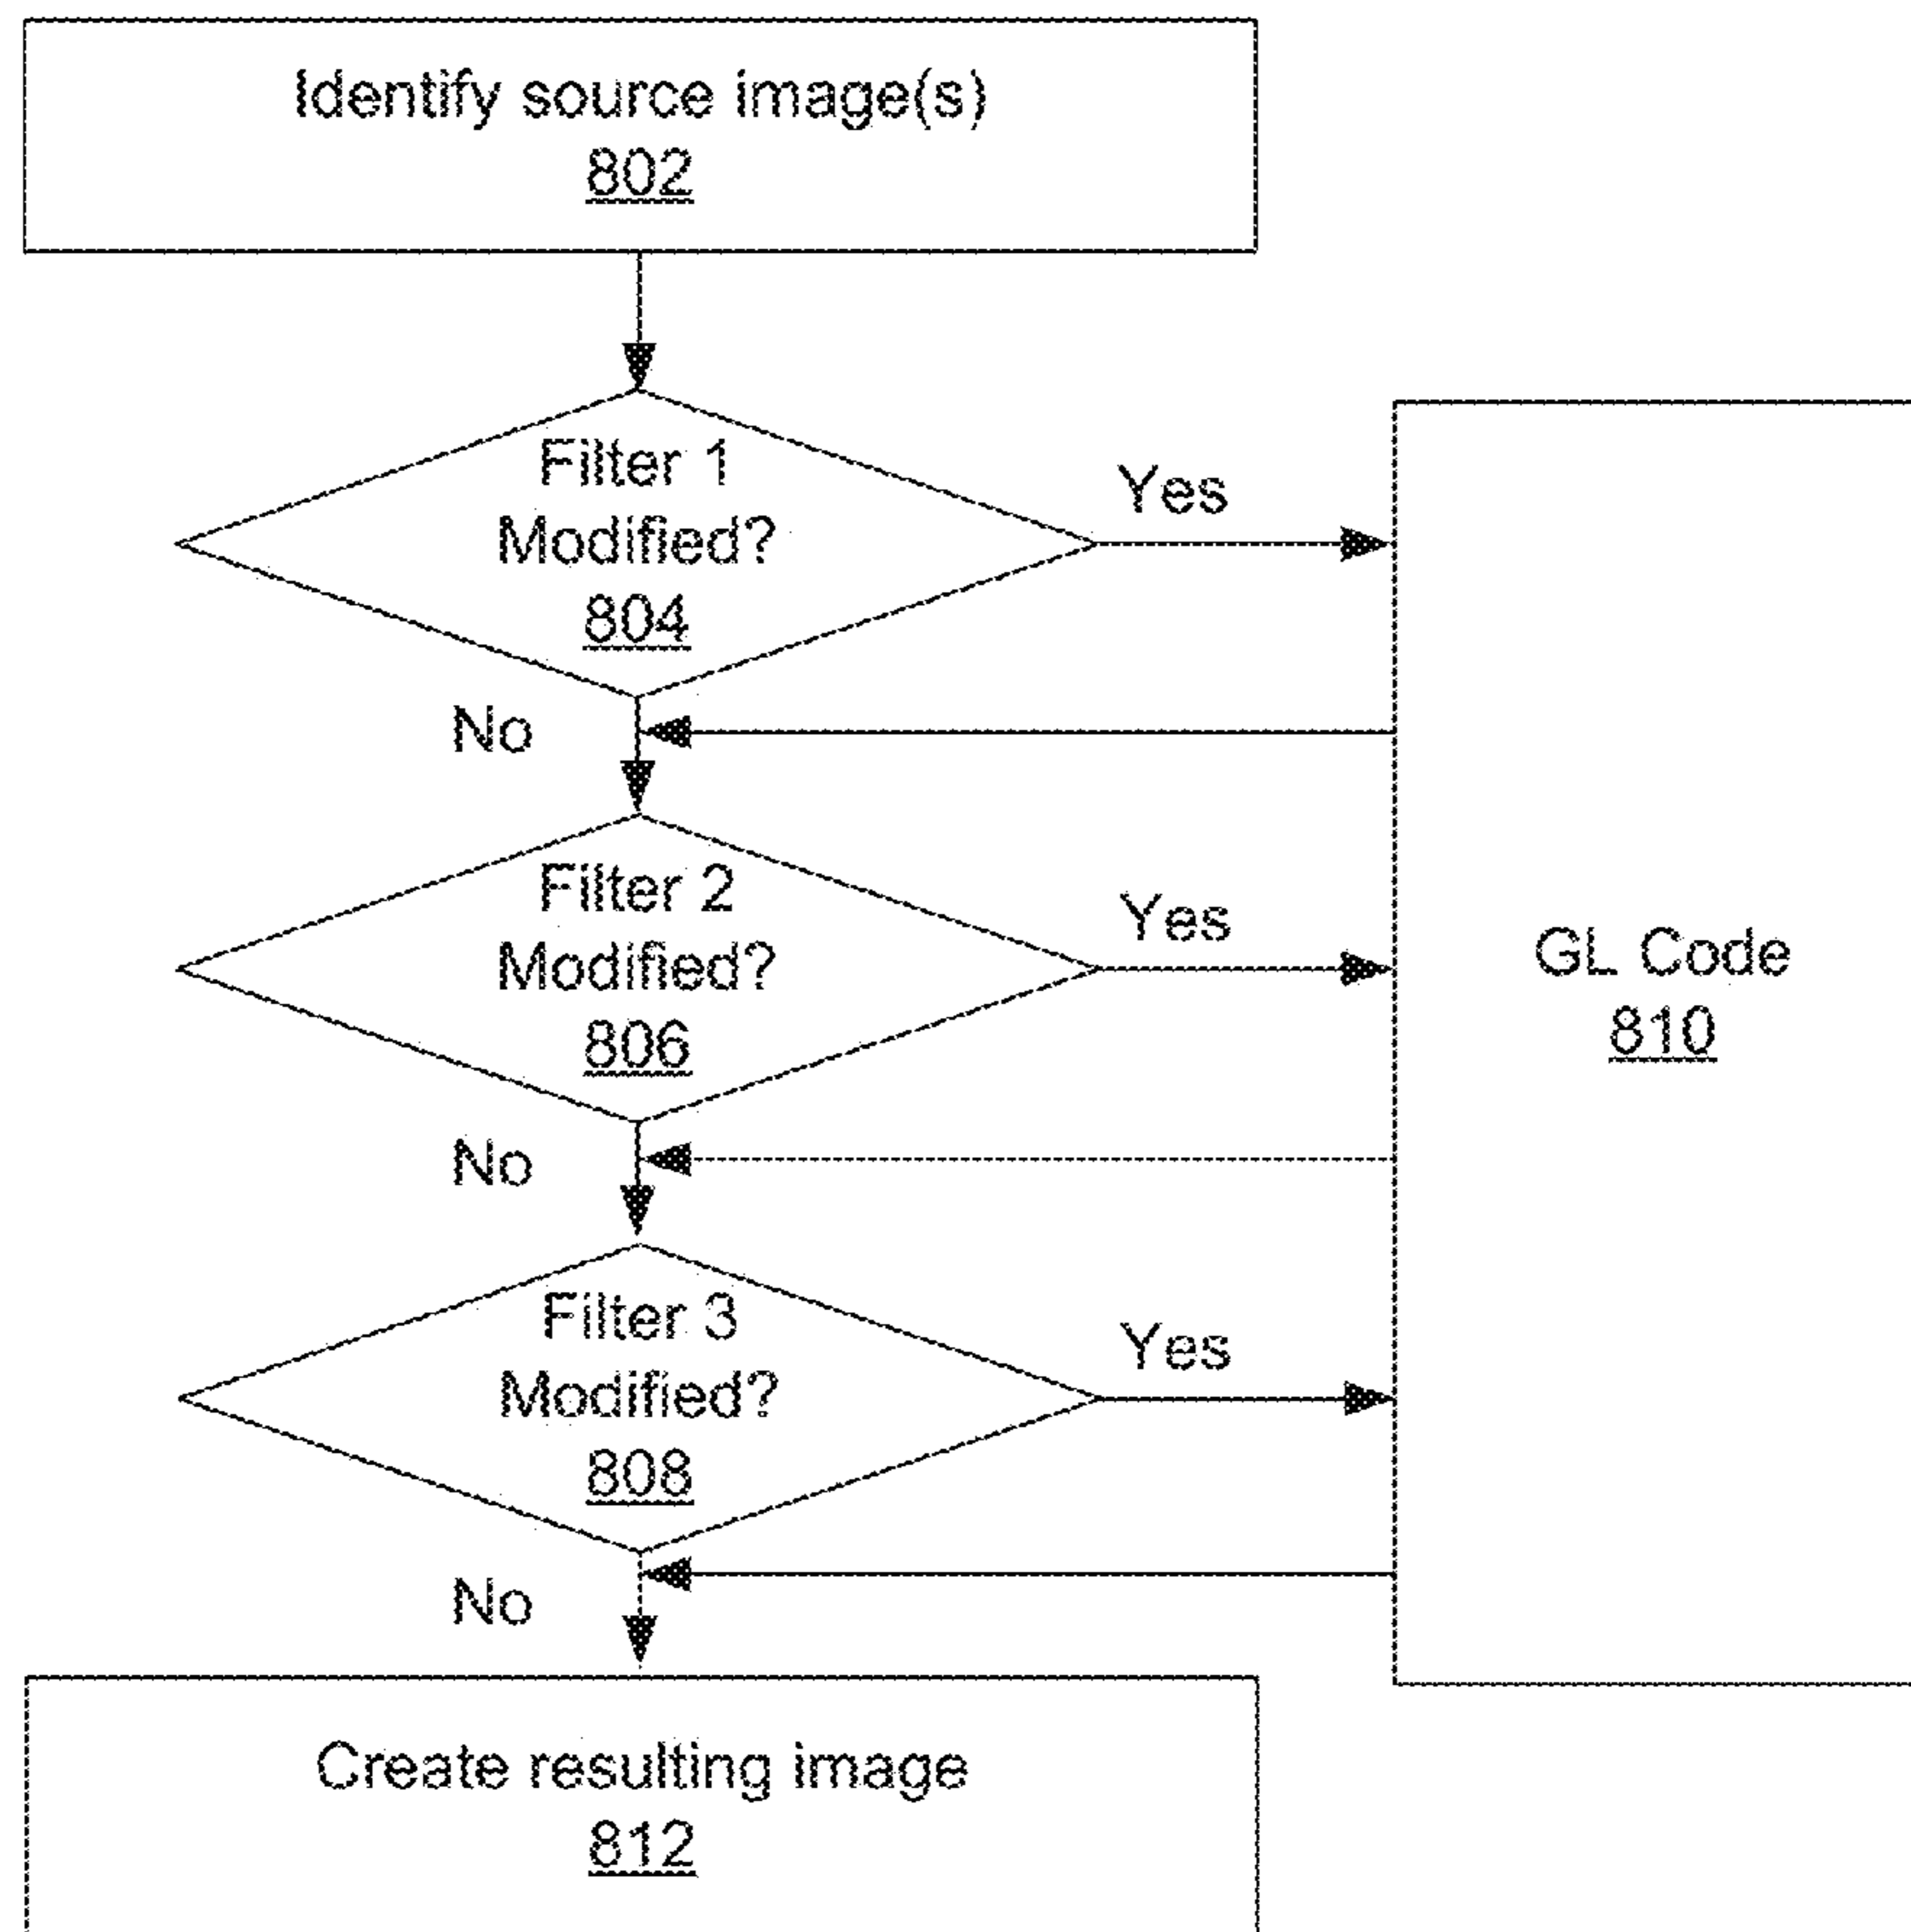 Identify source image(s)
802
Filter 1
Modified?
804
Yes
No
Filter 2
Modified?
806
Yes
GL Code
810
No
Filter 3
Modified?
808
Yes
No
Create resulting image
812